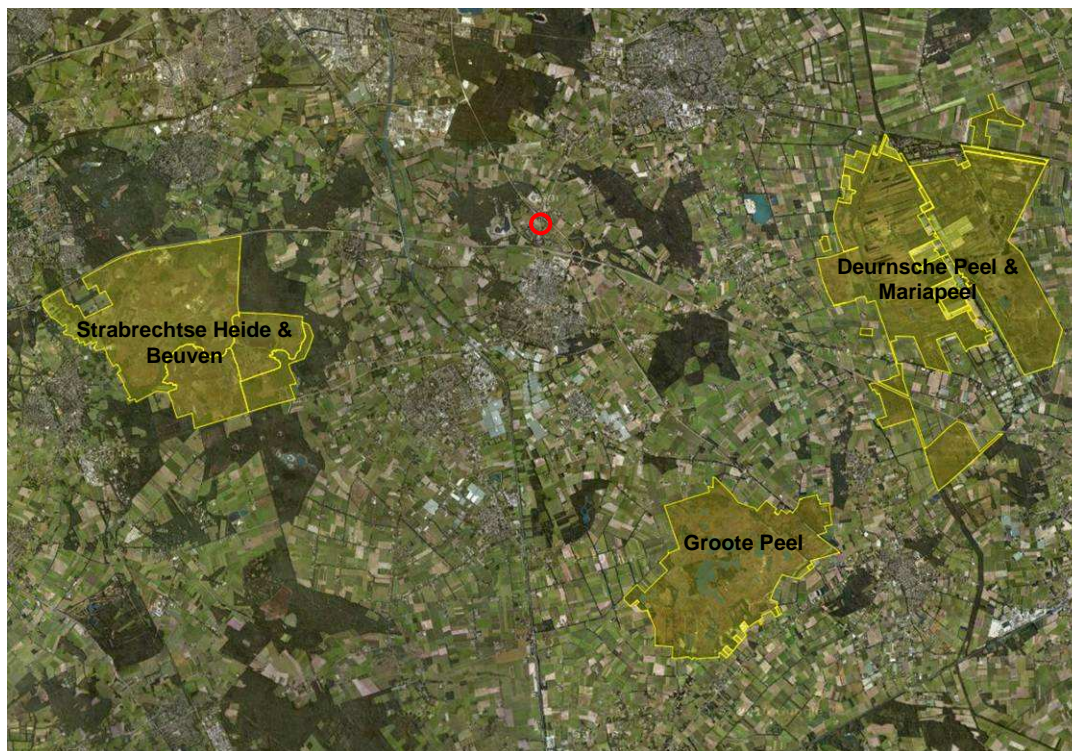 Deurnsche Peel &
Mariapeel
Strabrechtse Heide &
Beuven
Groote Peel